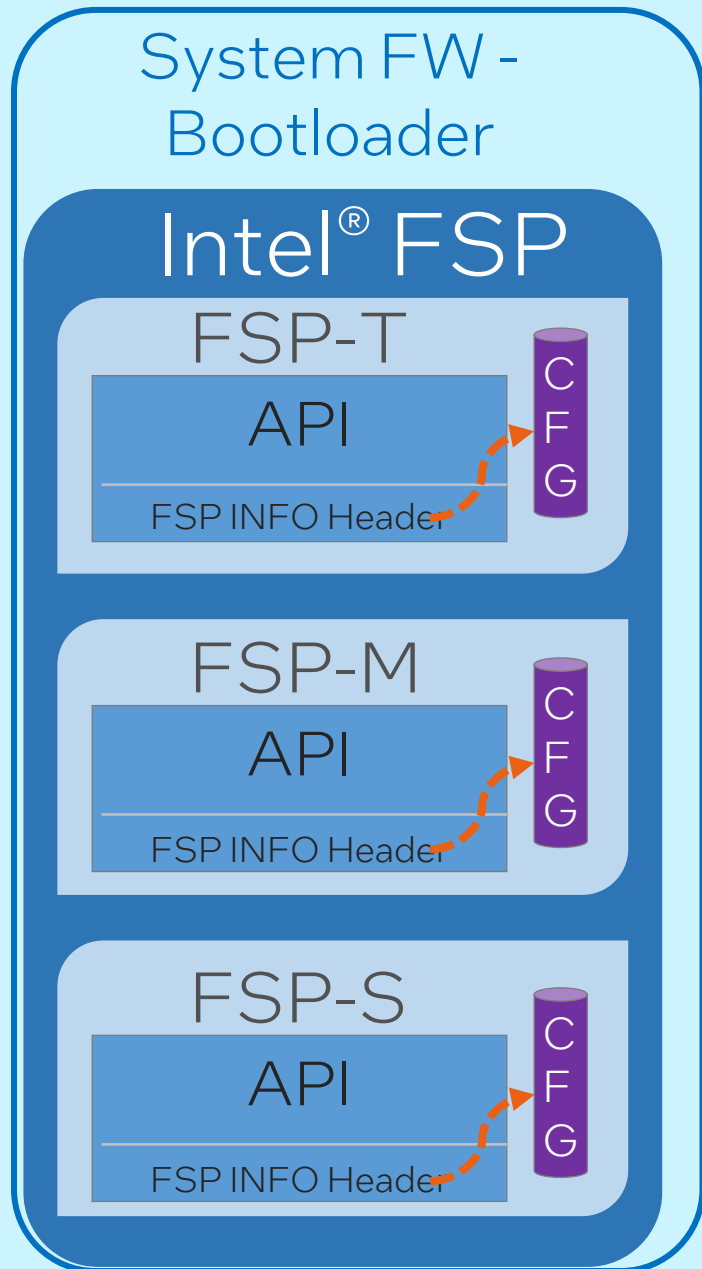 System FW -
Bootloader
Intel® FSP
FSP-T
API
FSP INFO Header
C
F
G
FSP-M
API
FSP INFO Header
C
F
G
FSP-S
API
FSP INFO Header
C
F
G